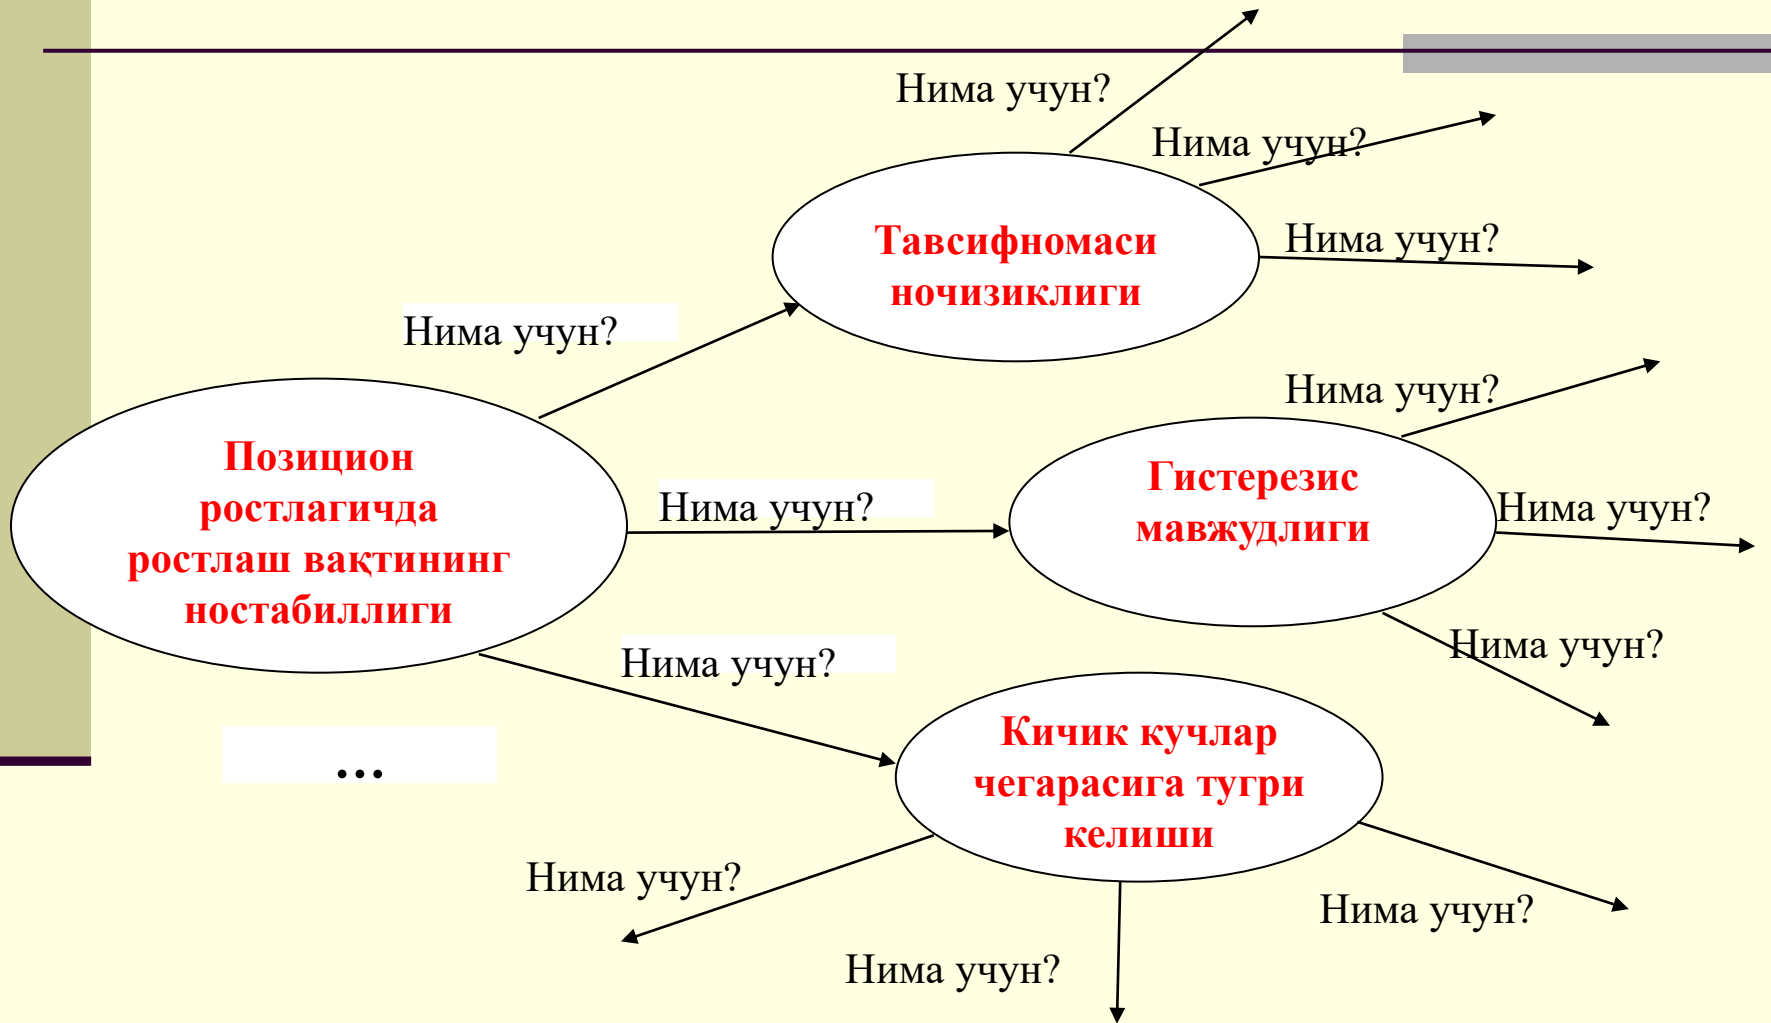 Нима учун?
Нима учун?
Тавсифномаси
ночизиклиги
Нима учун?
Нима учун?
Нима учун?
Позицион
ростлагичда
ростлаш вақтининг
ностабиллиги
Нима учун?
Гистерезис
мавжудлиги
Нима учун?
Нима учун?
Нима учун?
...
Кичик кучлар
чегарасига тугри
келиши
Нима учун?
Нима учун?
Нима учун?